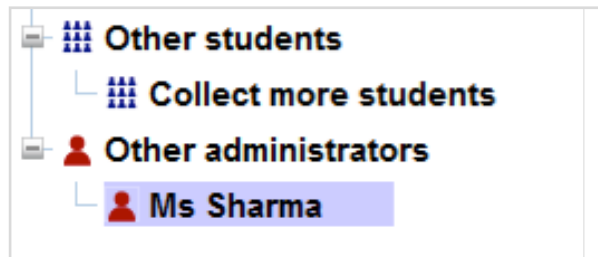 Other students
Collect more students
Other administrators
Ms Sharma